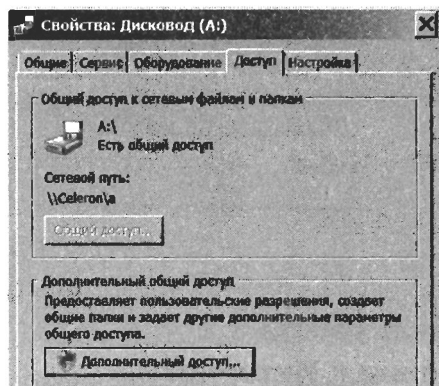 Свойства: Дисковод (A:)
Общие Сервис Оборудование Доступ Настройка
Общий доступ к сетевым файлам и папкам
A:\
Есть общий доступ
Сетевой путь:
\\Celeron\a
Общий доступ...
Дополнительный общий доступ
Предоставляет пользовательские разрешения, создает
общие папки и задает другие дополнительные параметры
общего доступа.
Дополнительный доступ...